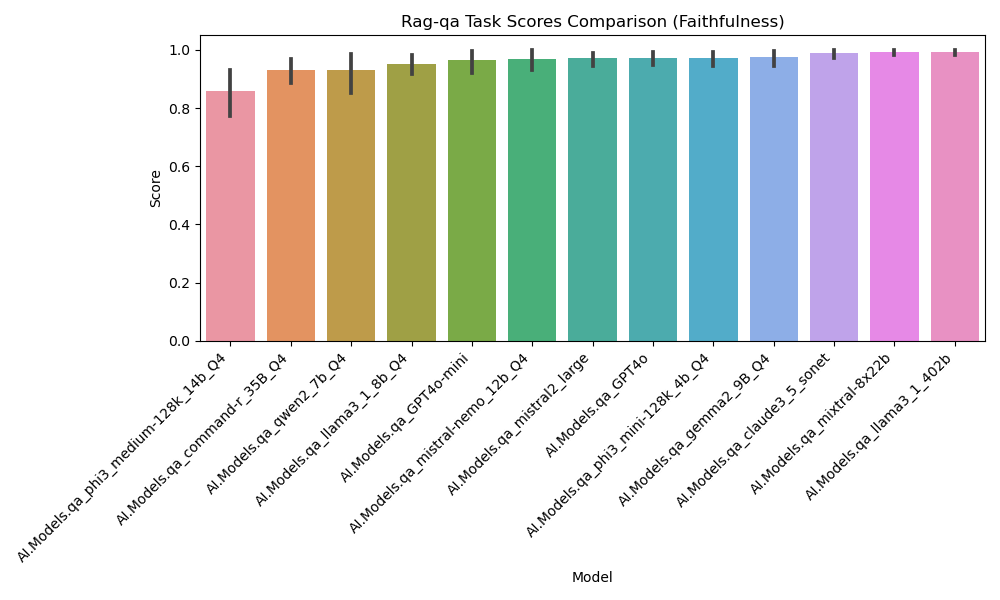 Rag-qa Task Scores Comparison (Faithfulness)
Score
1.0
0.8
0.6
0.4
0.2
0.0
AI.Models.qa_phi3_medium-128k_14b_Q4
AI.Models.qa_command-r_35B_Q4
AI.Models.qa_qwen2_7b_Q4
AI.Models.qa_llama3_1_8b_Q4
AI.Models.qa_GPT4o-mini
AI.Models.qa_mistral-nemo_12b_Q4
AI.Models.qa_mistral2_large
AI.Models.qa_GPT4o
AI.Models.qa_phi3_mini-128k_4b_Q4
AI.Models.qa_gemma2_9B_Q4
AI.Models.qa_claude3_5_sonet
AI.Models.qa_mixtral-8x22b
AI.Models.qa_llama3_1_402b
Model